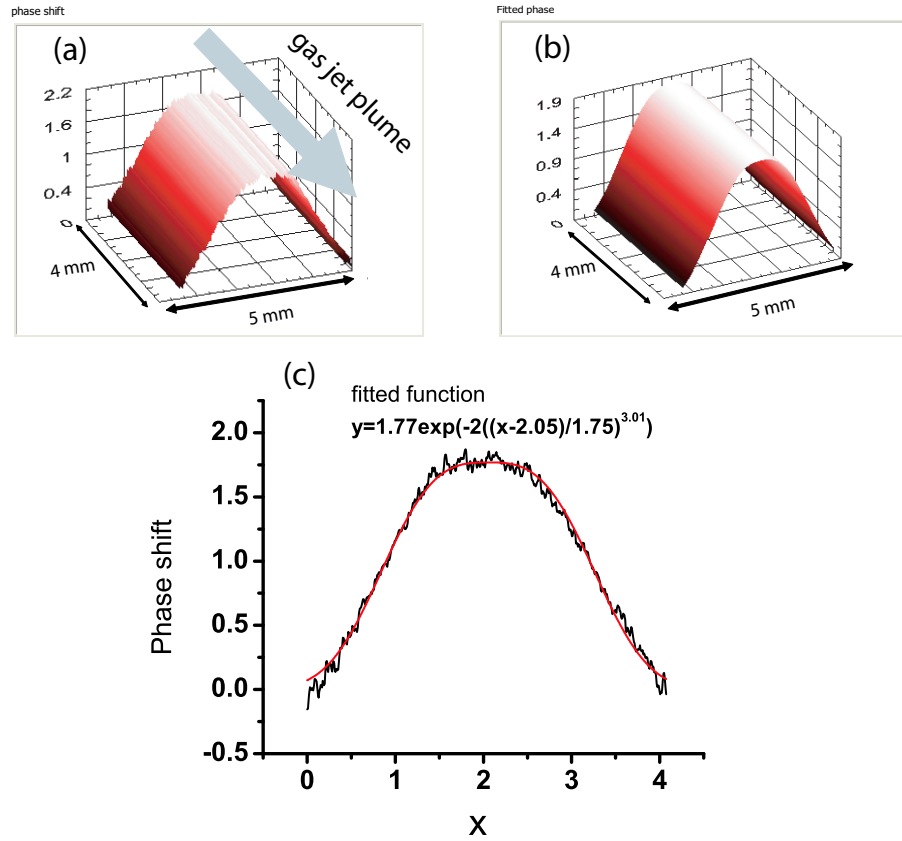 phase shift
(a)
gas jet plume
2.2
1.6
1
0.4
0
4 mm
5 mm
Fitted phase
(b)
1.9
1.4
0.9
0.4
0
4 mm
5 mm
(c)
fitted function
y=1.77exp(-2((x-2.05)/1.75)^3.01)
Phase shift
2.0
1.5
1.0
0.5
0.0
-0.5
0 1 2 3 4
X